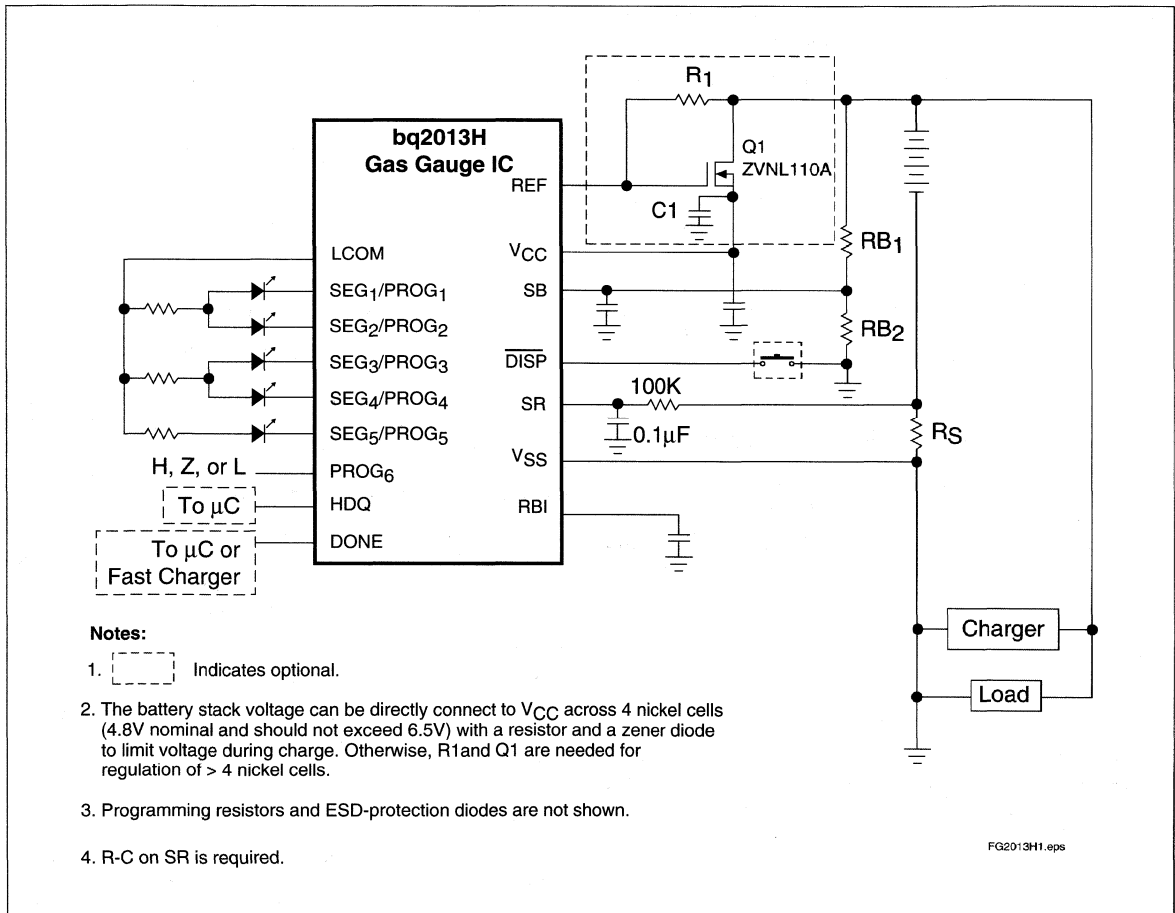 R1
bq2013H
Gas Gauge IC
Q1
ZVNL110A
REF
C1
LCOM
VCC
RB1
SEG1/PROG1
SB
SEG2/PROG2
RB2
SEG3/PROG3
DISP
100K
SEG4/PROG4
SR
SEG5/PROG5
0.1µF
RS
H, Z, or L
PROG6
VSS
To µC
HDQ
RBI
To µC or
Fast Charger
DONE
Charger
Load
Notes:
1. Indicates optional.
2. The battery stack voltage can be directly connect to VCC across 4 nickel cells
(4.8V nominal and should not exceed 6.5V) with a resistor and a zener diode
to limit voltage during charge. Otherwise, R1and Q1 are needed for
regulation of > 4 nickel cells.
3. Programming resistors and ESD-protection diodes are not shown.
4. R-C on SR is required.
FG2013H1.eps